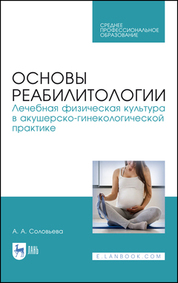 СРЕДНЕЕ
ПРОФЕССИОНАЛЬНОЕ
ОБРАЗОВАНИЕ
ОСНОВЫ
РЕАБИЛИТОЛОГИИ
Лечебная физическая культура
в акушерско-гинекологической
практике
А. А. Соловьева
ЛАНЬ
E.LANBOOK.COM